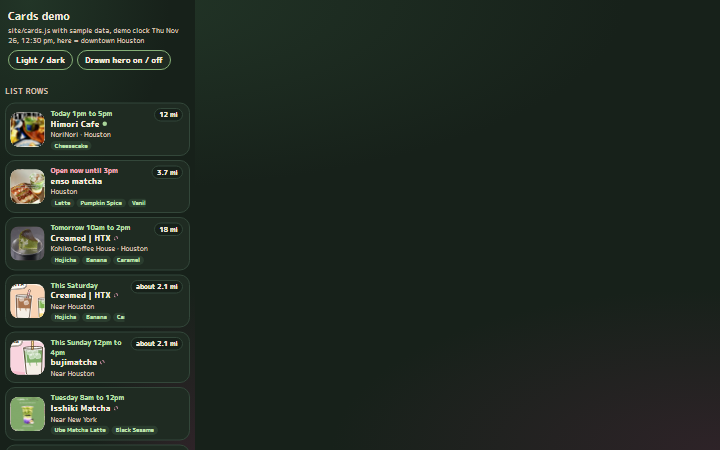 Cards demo
site/cards.js with sample data, demo clock Thu Nov
26, 12:30 pm, here = downtown Houston
Light / dark
Drawn hero on / off
LIST ROWS
Today 1pm to 5pm
12 mi
Himori Cafe
NoriNori · Houston
Cheesecake
Open now until 3pm
3.7 mi
enso matcha
Houston
Latte Pumpkin Spice Vanil
Tomorrow 10am to 2pm
18 mi
Creamed | HTX
Kohiko Coffee House · Houston
Hojicha Banana Caramel
This Saturday
about 2.1 mi
Creamed | HTX
Near Houston
Hojicha Banana Ca
This Sunday 12pm to
4pm
about 2.1 mi
bujimatcha
Near Houston
Tuesday 8am to 12pm
Isshiki Matcha
Near New York
Ube Matcha Latte Black Sesame